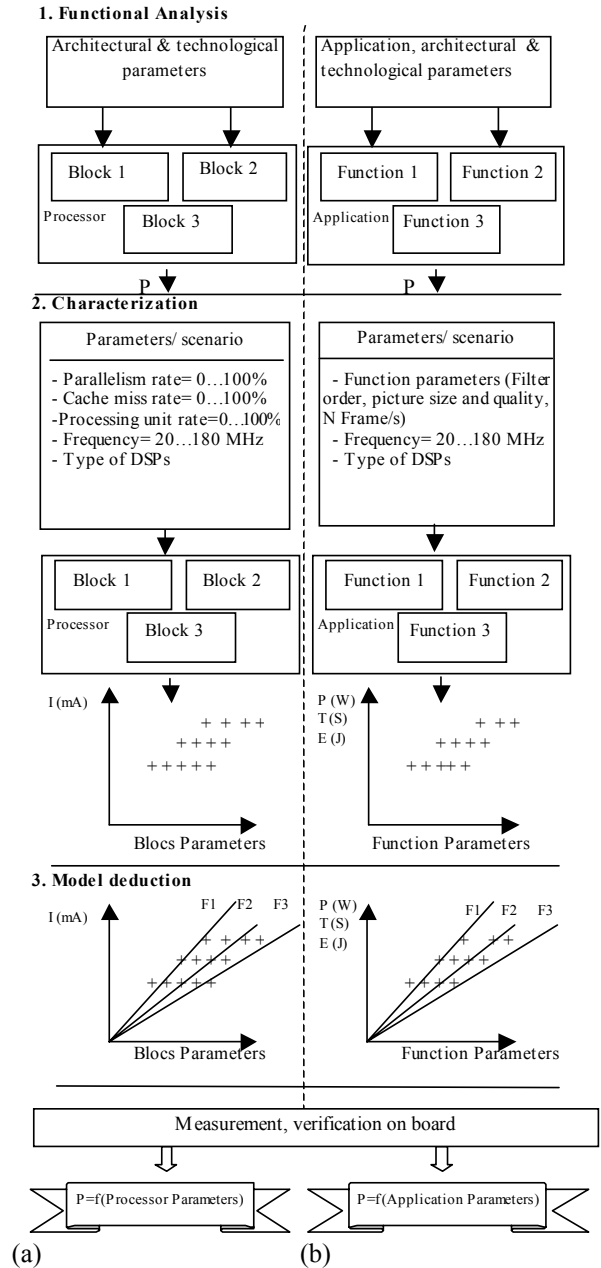 1. Functional Analysis
Architectural & technological
parameters
Application, architectural &
technological parameters
Block 1
Block 2
Processor
Block 3
Function 1
Function 2
Application
Function 3
P
P
2. Characterization
Parameters/ scenario
- Parallelism rate= 0…100%
- Cache miss rate= 0…100%
-Processing unit rate=0…100%
- Frequency= 20…180 MHz
- Type of DSPs
Parameters/ scenario
- Function parameters (Filter
order, picture size and quality,
N Frame/s)
- Frequency= 20…180 MHz
- Type of DSPs
Block 1
Block 2
Processor
Block 3
Function 1
Function 2
Application
Function 3
I (mA)
Blocs Parameters
P (W)
T (S)
E (J)
Function Parameters
3. Model deduction
I (mA)
F1 F2 F3
Blocs Parameters
P (W)
T (S)
E (J)
F1 F2 F3
Function Parameters
Measurement, verification on board
P=f(Processor Parameters)
P=f(Application Parameters)
(a)
(b)